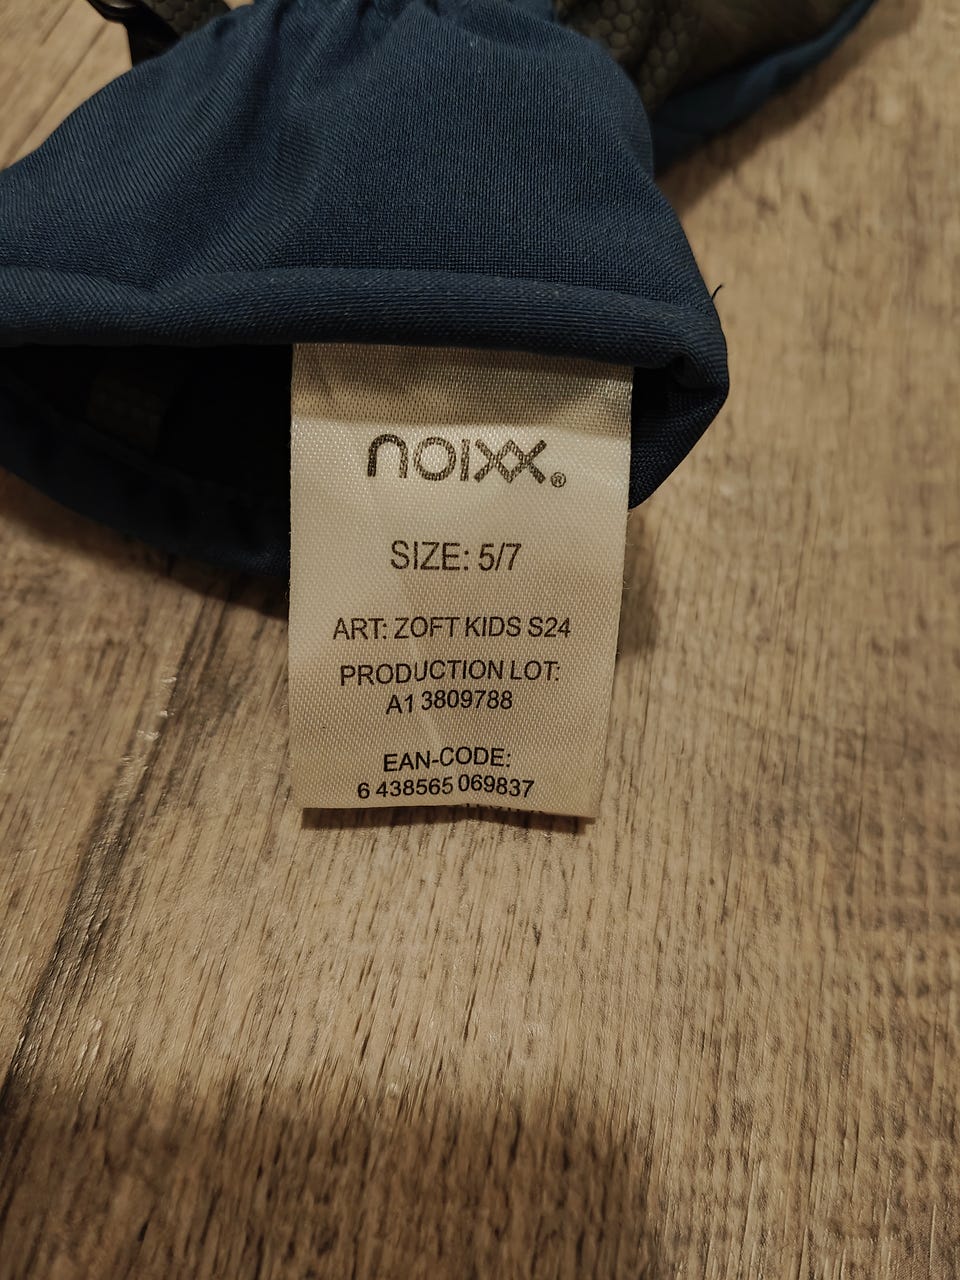 noixx®
SIZE: 5/7
ART: ZOFT KIDS S24
PRODUCTION LOT:
A1 3809788
EAN-CODE:
6 438565 069837